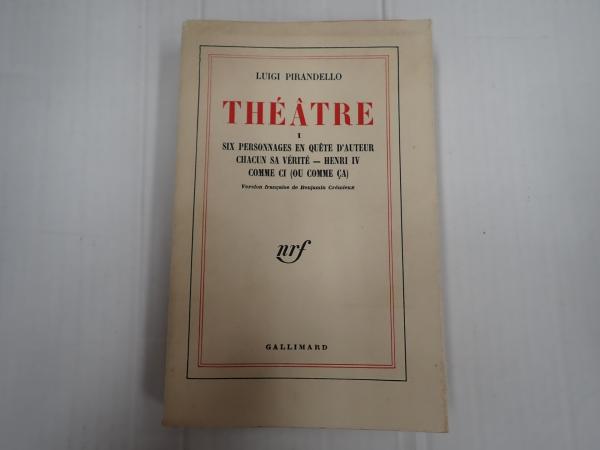 LUIGI PIRANDELLO
THÉÂTRE
I
SIX PERSONNAGES EN QUÊTE D'AUTEUR
CHACUN SA VÉRITÉ — HENRI IV
COMME CI (OU COMME ÇA)
Version française de Benjamin Crémieux
nrf
GALLIMARD